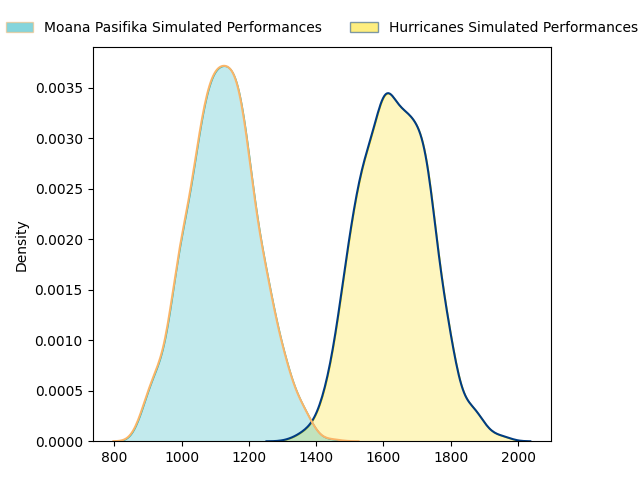 Moana Pasifika Simulated Performances
Hurricanes Simulated Performances
Density
0.0035
0.0030
0.0025
0.0020
0.0015
0.0010
0.0005
0.0000
800 1000 1200 1400 1600 1800 2000